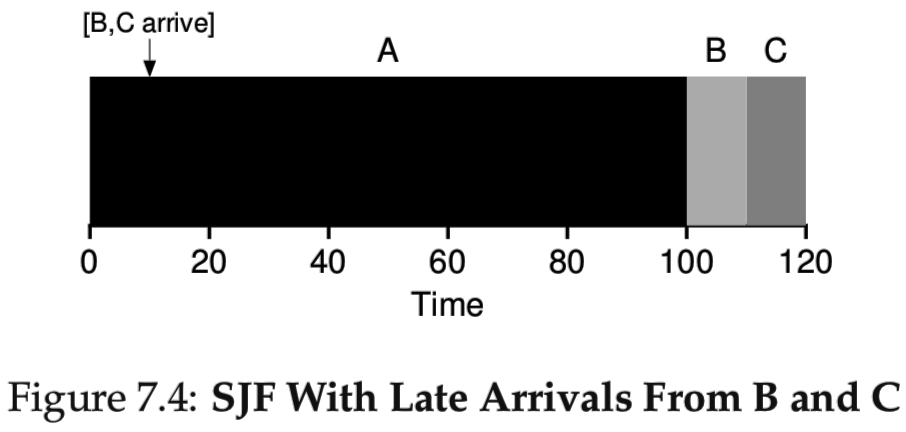 [B,C arrive]
A B C
0 20 40 60 80 100 120
Time
Figure 7.4: SJF With Late Arrivals From B and C